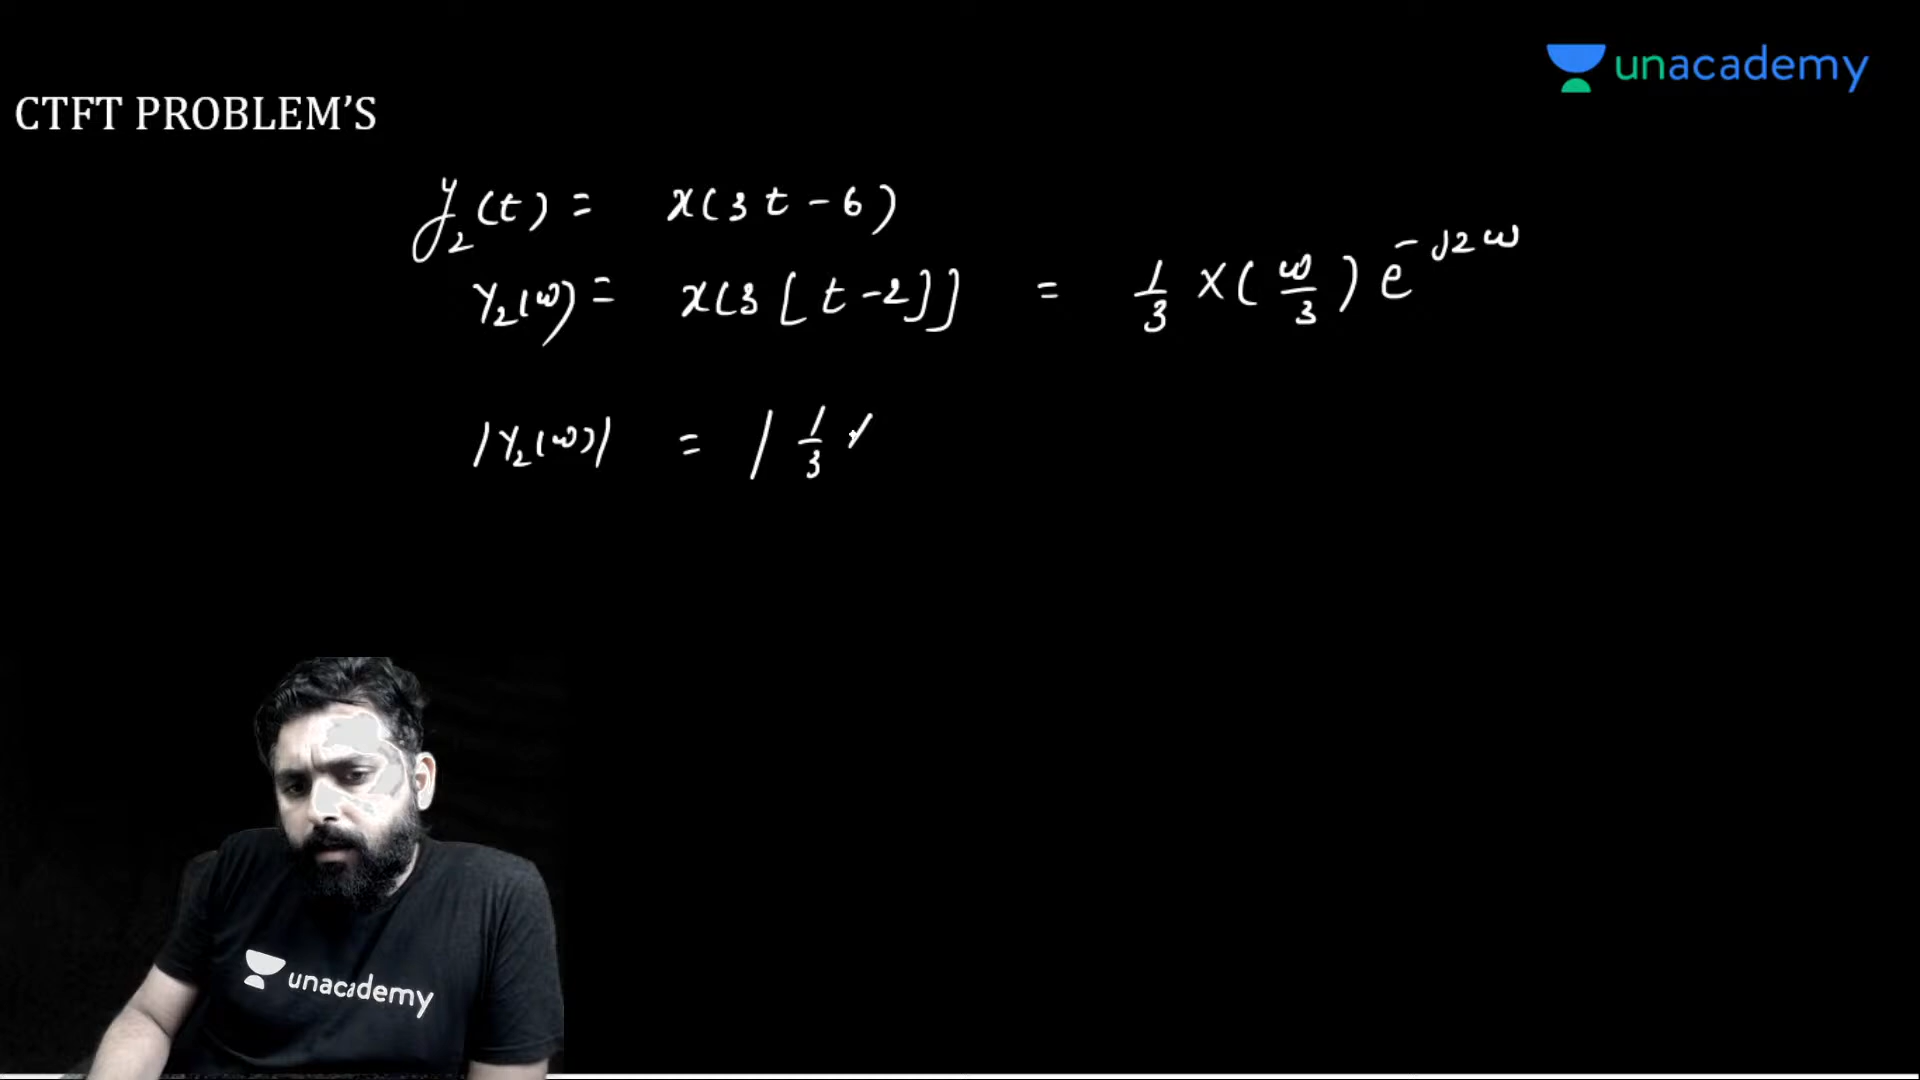 unacademy
CTFT PROBLEM'S
y₂(t) = x(3t-6)
Y₂(ω) = x(3[t-2]] = 1/3 X(ω/3) e^-j2ω
|Y₂(ω)| = | 1/3
unacademy